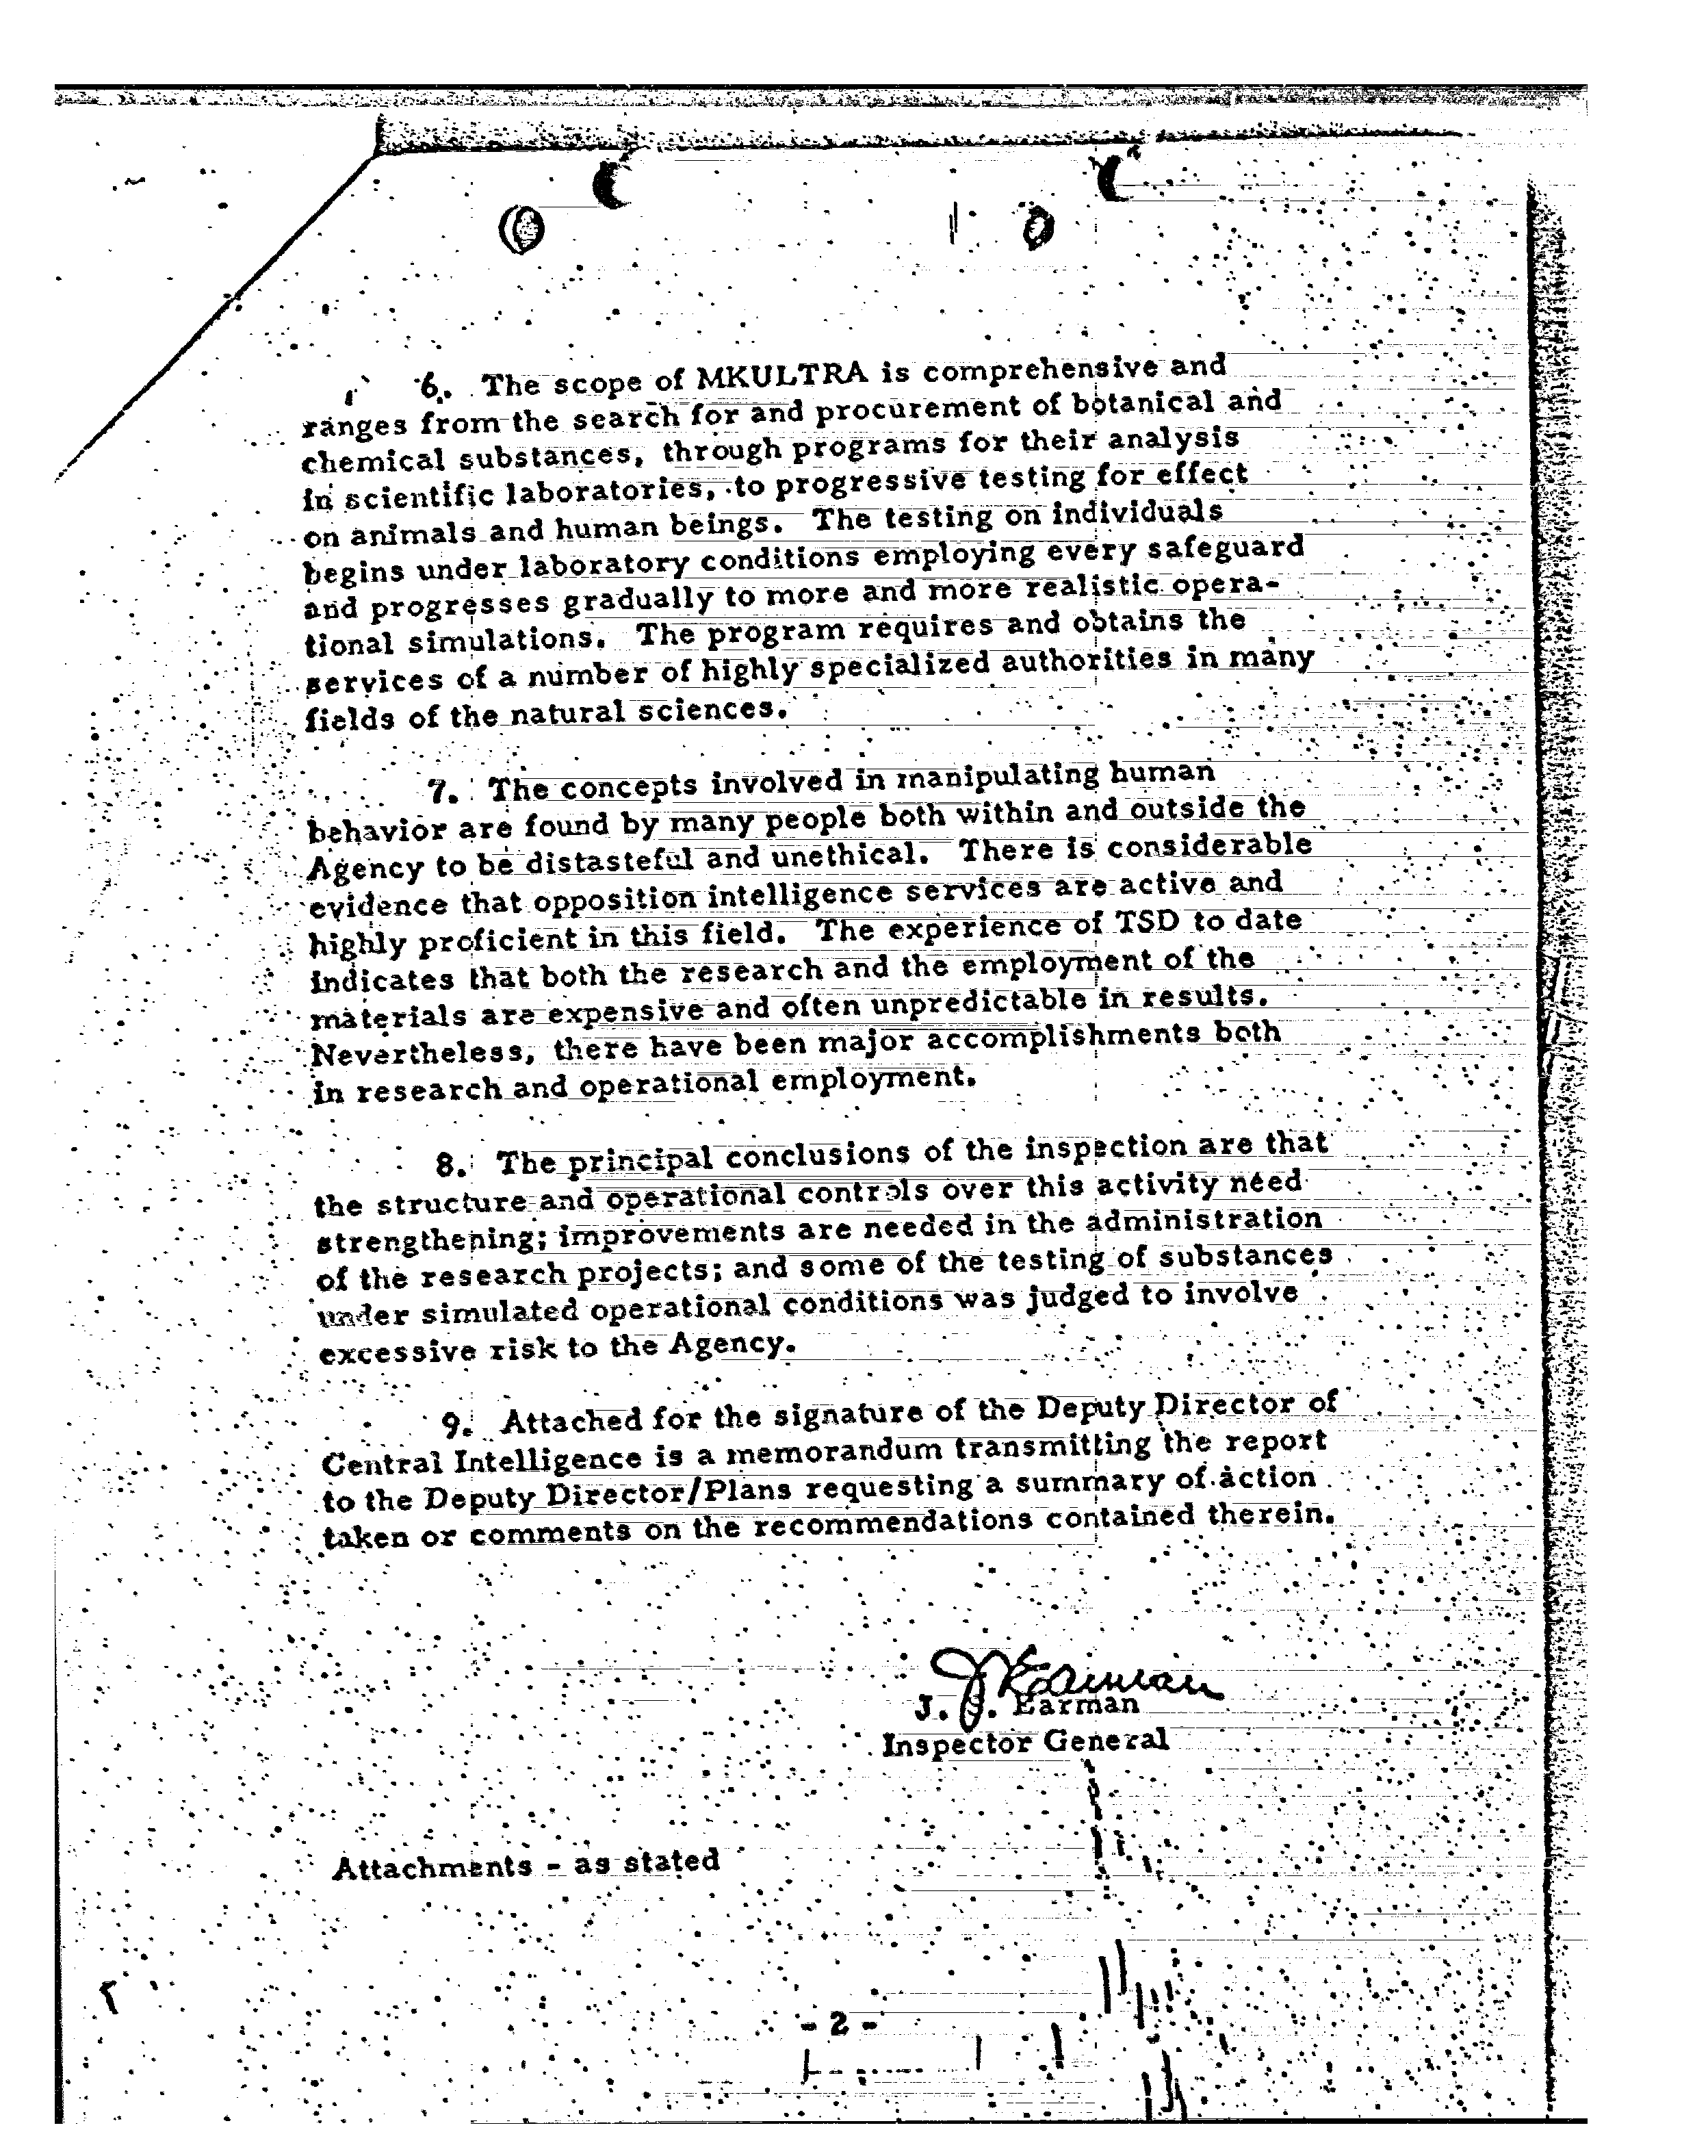 6. The scope of MKULTRA is comprehensive and
ranges from the search for and procurement of botanical and
chemical substances, through programs for their analysis
in scientific laboratories, to progressive testing for effect
on animals and human beings. The testing on individuals
begins under laboratory conditions employing every safeguard
and progresses gradually to more and more realistic opera-
tional simulations. The program requires and obtains the
services of a number of highly specialized authorities in many
fields of the natural sciences.
7. The concepts involved in manipulating human
behavior are found by many people both within and outside the
Agency to be distasteful and unethical. There is considerable
evidence that opposition intelligence services are active and
highly proficient in this field. The experience of TSD to date
indicates that both the research and the employment of the
materials are expensive and often unpredictable in results.
Nevertheless, there have been major accomplishments both
in research and operational employment.
8. The principal conclusions of the inspection are that
the structure and operational controls over this activity need
strengthening; improvements are needed in the administration
of the research projects; and some of the testing of substances
under simulated operational conditions was judged to involve
excessive risk to the Agency.
9. Attached for the signature of the Deputy Director of
Central Intelligence is a memorandum transmitting the report
to the Deputy Director/Plans requesting a summary of action
taken or comments on the recommendations contained therein.
JSEarman
J. S. Earman
Inspector General
Attachments - as stated
- 2 -